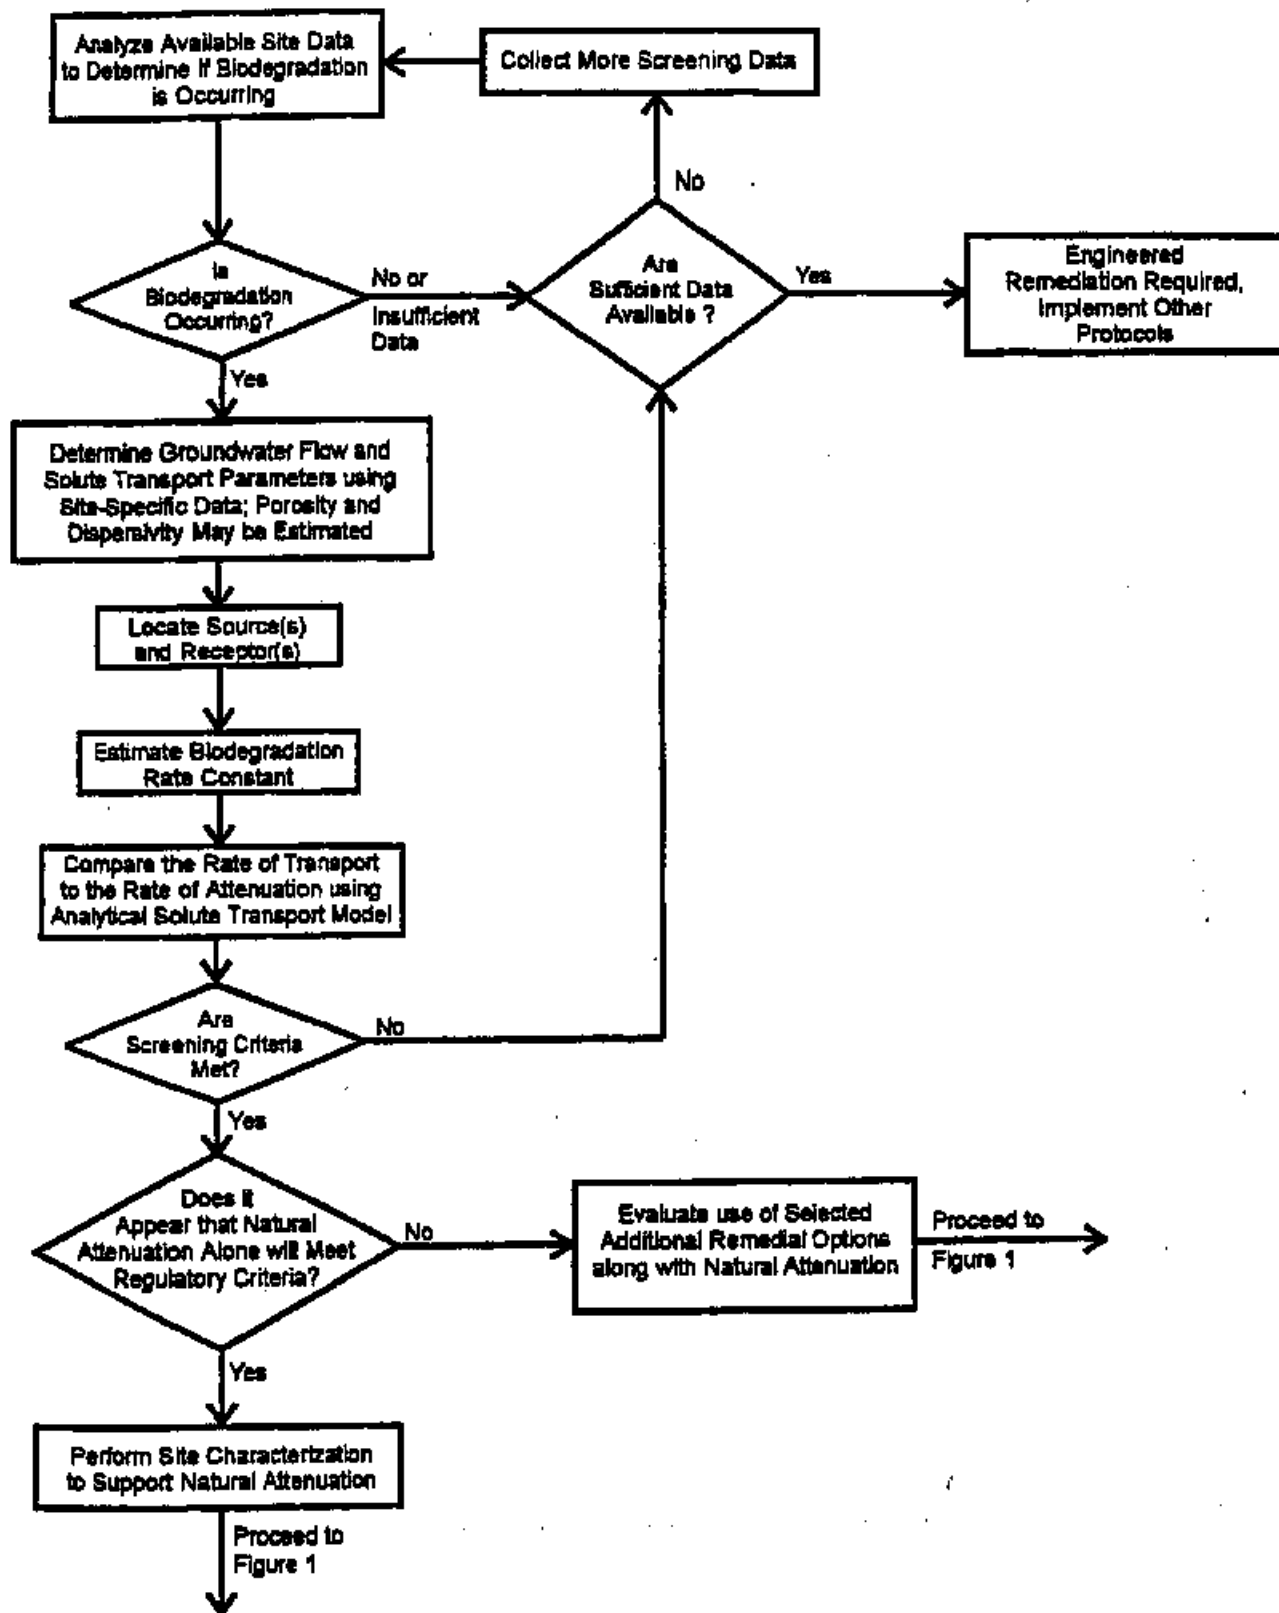 Analyze Available Site Data
to Determine if Biodegradation
is Occurring
Collect More Screening Data
No
Is
Biodegradation
Occurring?
No or
Insufficient
Data
Are
Sufficient Data
Available ?
Yes
Engineered
Remediation Required,
Implement Other
Protocols
Yes
Determine Groundwater Flow and
Solute Transport Parameters using
Site-Specific Data; Porosity and
Dispersivity May be Estimated
Locate Source(s)
and Receptor(s)
Estimate Biodegradation
Rate Constant
Compare the Rate of Transport
to the Rate of Attenuation using
Analytical Solute Transport Model
Are
Screening Criteria
Met?
No
Yes
Does it
Appear that Natural
Attenuation Alone will Meet
Regulatory Criteria?
No
Evaluate use of Selected
Additional Remedial Options
along with Natural Attenuation
Proceed to
Figure 1
Yes
Perform Site Characterization
to Support Natural Attenuation
Proceed to
Figure 1